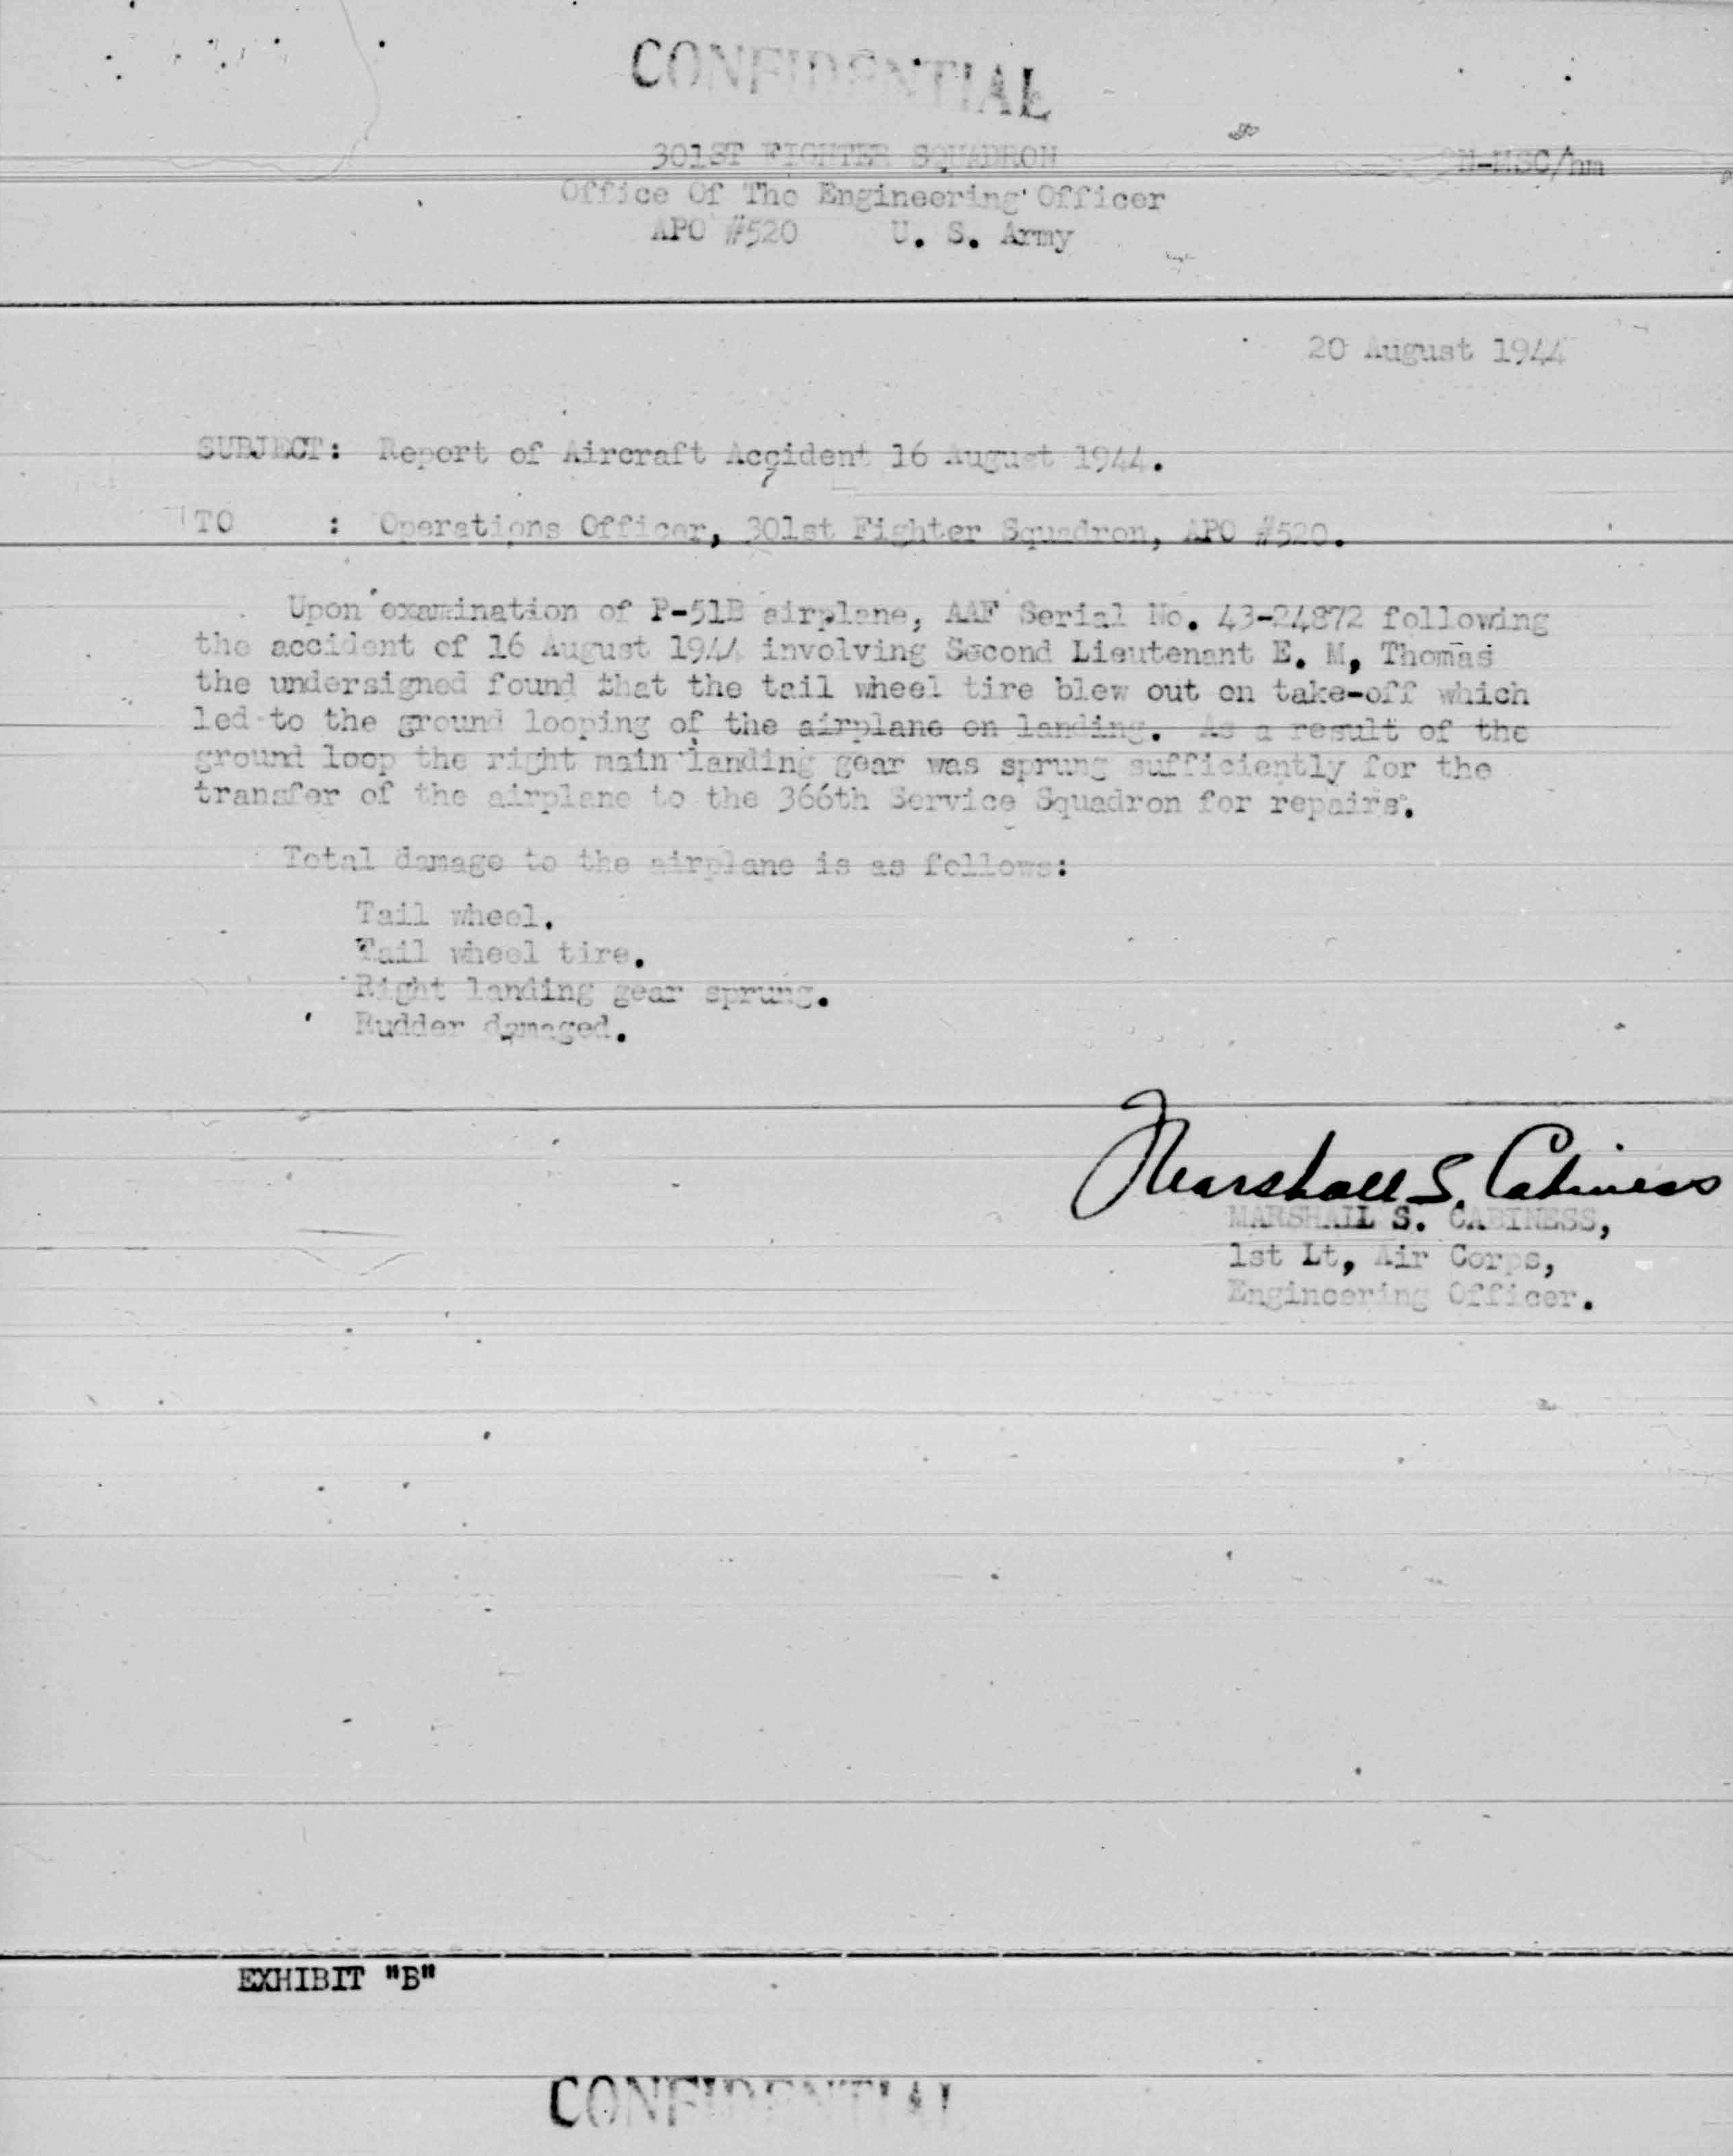 CONFIDENTIAL
301ST FIGHTER SQUADRON
N-MSC/hm
Office Of The Engineering Officer
APO #520 U. S. Army
20 August 1944
SUBJECT: Report of Aircraft Accident 16 August 1944.
TO : Operations Officer, 301st Fighter Squadron, APO #520.
Upon examination of P-51B airplane, AAF Serial No. 43-24872 following
the accident of 16 August 1944 involving Second Lieutenant E. M, Thomas
the undersigned found that the tail wheel tire blew out on take-off which
led to the ground looping of the airplane on landing. As a result of the
ground loop the right main landing gear was sprung sufficiently for the
transfer of the airplane to the 366th Service Squadron for repairs.
Total damage to the airplane is as follows:
Tail wheel.
Tail wheel tire.
Right landing gear sprung.
Rudder damaged.
Marshall S. Cabiness
MARSHALL S. CABINESS,
1st Lt, Air Corps,
Engineering Officer.
EXHIBIT "B"
CONFIDENTIAL